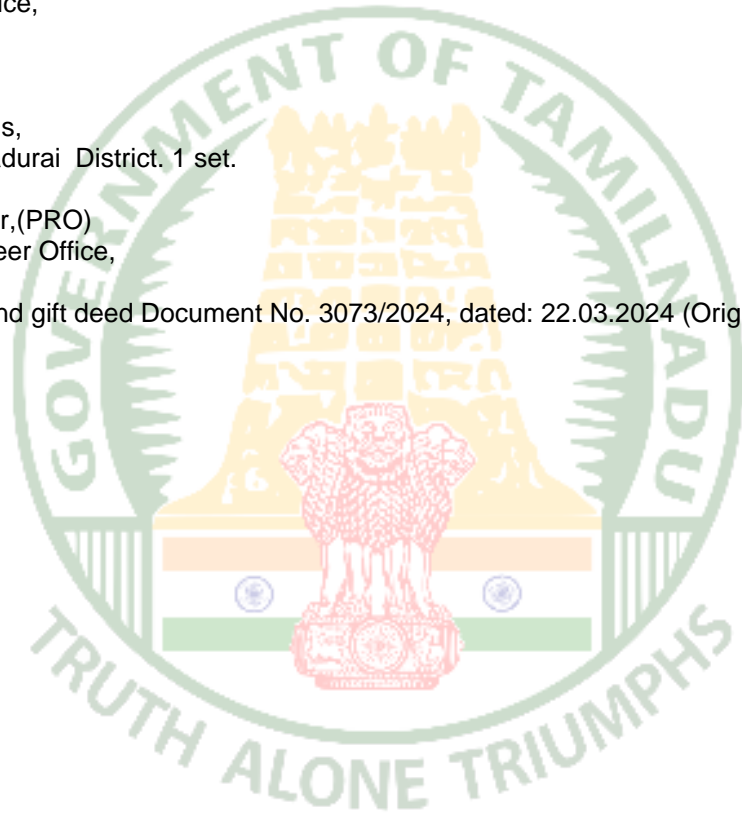 ice,
s,
durai District. 1 set.
r,(PRO)
eer Office,
nd gift deed Document No. 3073/2024, dated: 22.03.2024 (Orig
GOVERNMENT OF TAMILNADU
TRUTH ALONE TRIUMPHS